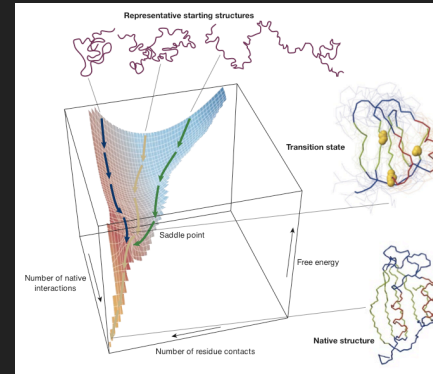 Representative starting structures
Transition state
Saddle point
Free energy
Number of native
interactions
Number of residue contacts
Native structure